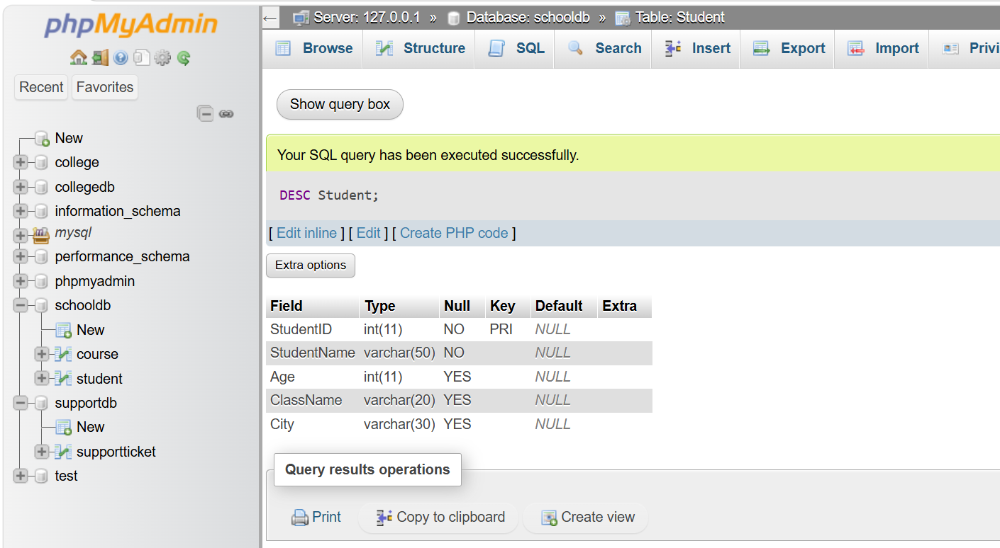 phpMyAdmin
Recent Favorites
New
college
collegedb
information_schema
mysql
performance_schema
phpmyadmin
schooldb
New
course
student
supportdb
New
supportticket
test
← Server: 127.0.0.1 » Database: schooldb » Table: Student
Browse Structure SQL Search Insert Export Import Privi
Show query box
Your SQL query has been executed successfully.
DESC Student;
[ Edit inline ] [ Edit ] [ Create PHP code ]
Extra options
Field Type Null Key Default Extra
StudentID int(11) NO PRI NULL
StudentName varchar(50) NO NULL
Age int(11) YES NULL
ClassName varchar(20) YES NULL
City varchar(30) YES NULL
Query results operations
Print Copy to clipboard Create view